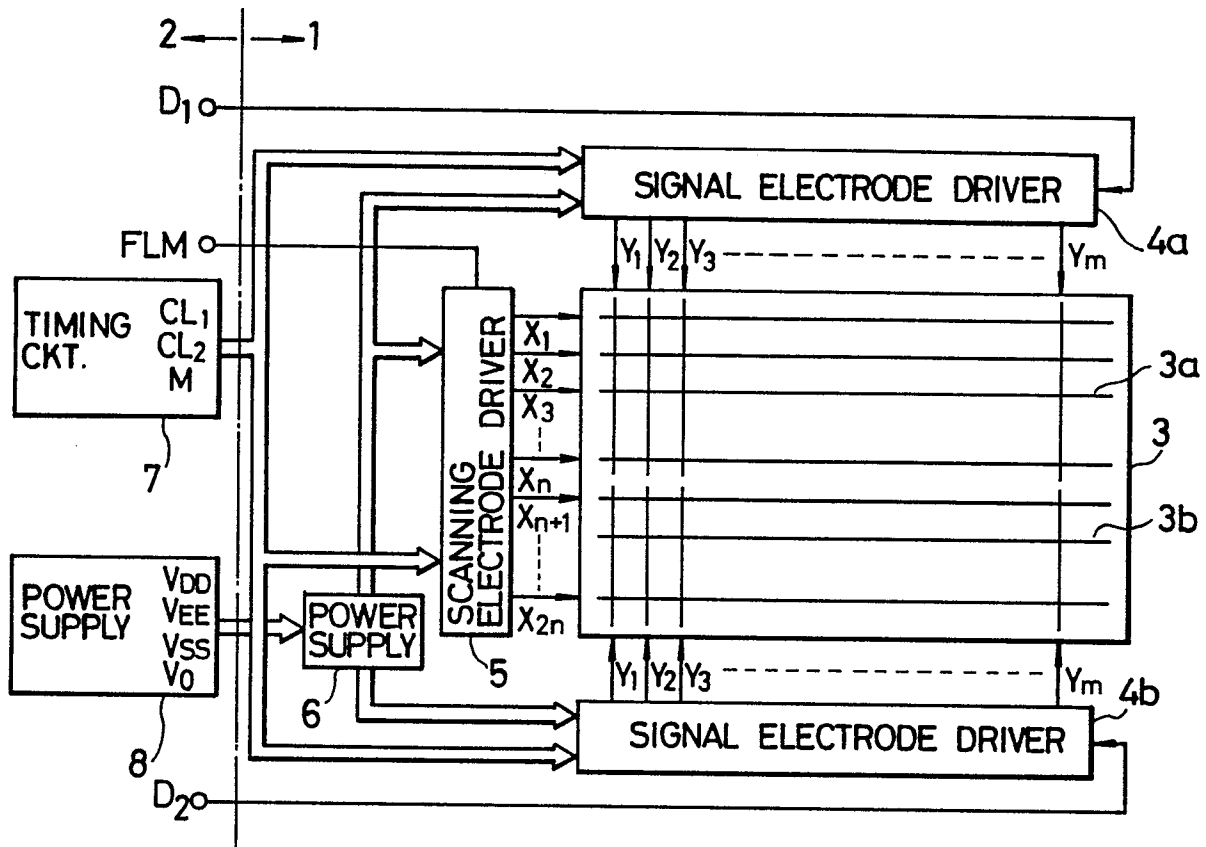 2 1
D1
SIGNAL ELECTRODE DRIVER
4a
FLM
Y1 Y2 Y3 Ym
TIMING
CKT.
CL1
CL2
M
7
SCANNING
ELECTRODE DRIVER
X1
X2
X3
Xn
Xn+1
X2n
3a
3
3b
POWER
SUPPLY
VDD
VEE
VSS
V0
8
POWER
SUPPLY
6
5
Y1 Y2 Y3 Ym
4b
SIGNAL ELECTRODE DRIVER
D2